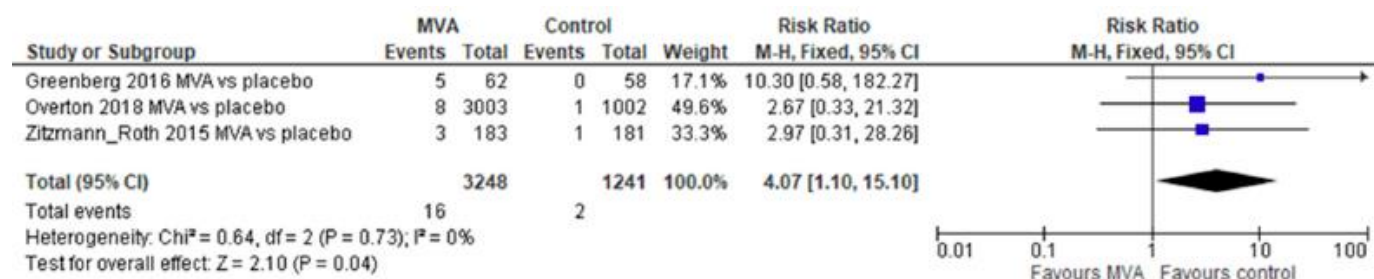 MVA Control Risk Ratio Risk Ratio
Study or Subgroup Events Total Events Total Weight M-H, Fixed, 95% CI M-H, Fixed, 95% CI
Greenberg 2016 MVA vs placebo 5 62 0 58 17.1% 10.30 [0.58, 182.27]
Overton 2018 MVA vs placebo 8 3003 1 1002 49.6% 2.67 [0.33, 21.32]
Zitzmann_Roth 2015 MVA vs placebo 3 183 1 181 33.3% 2.97 [0.31, 28.26]
Total (95% CI) 3248 1241 100.0% 4.07 [1.10, 15.10]
Total events 16 2
Heterogeneity: Chi² = 0.64, df = 2 (P = 0.73); I² = 0%
Test for overall effect: Z = 2.10 (P = 0.04)
0.01 0.1 1 10 100
Favours MVA Favours control